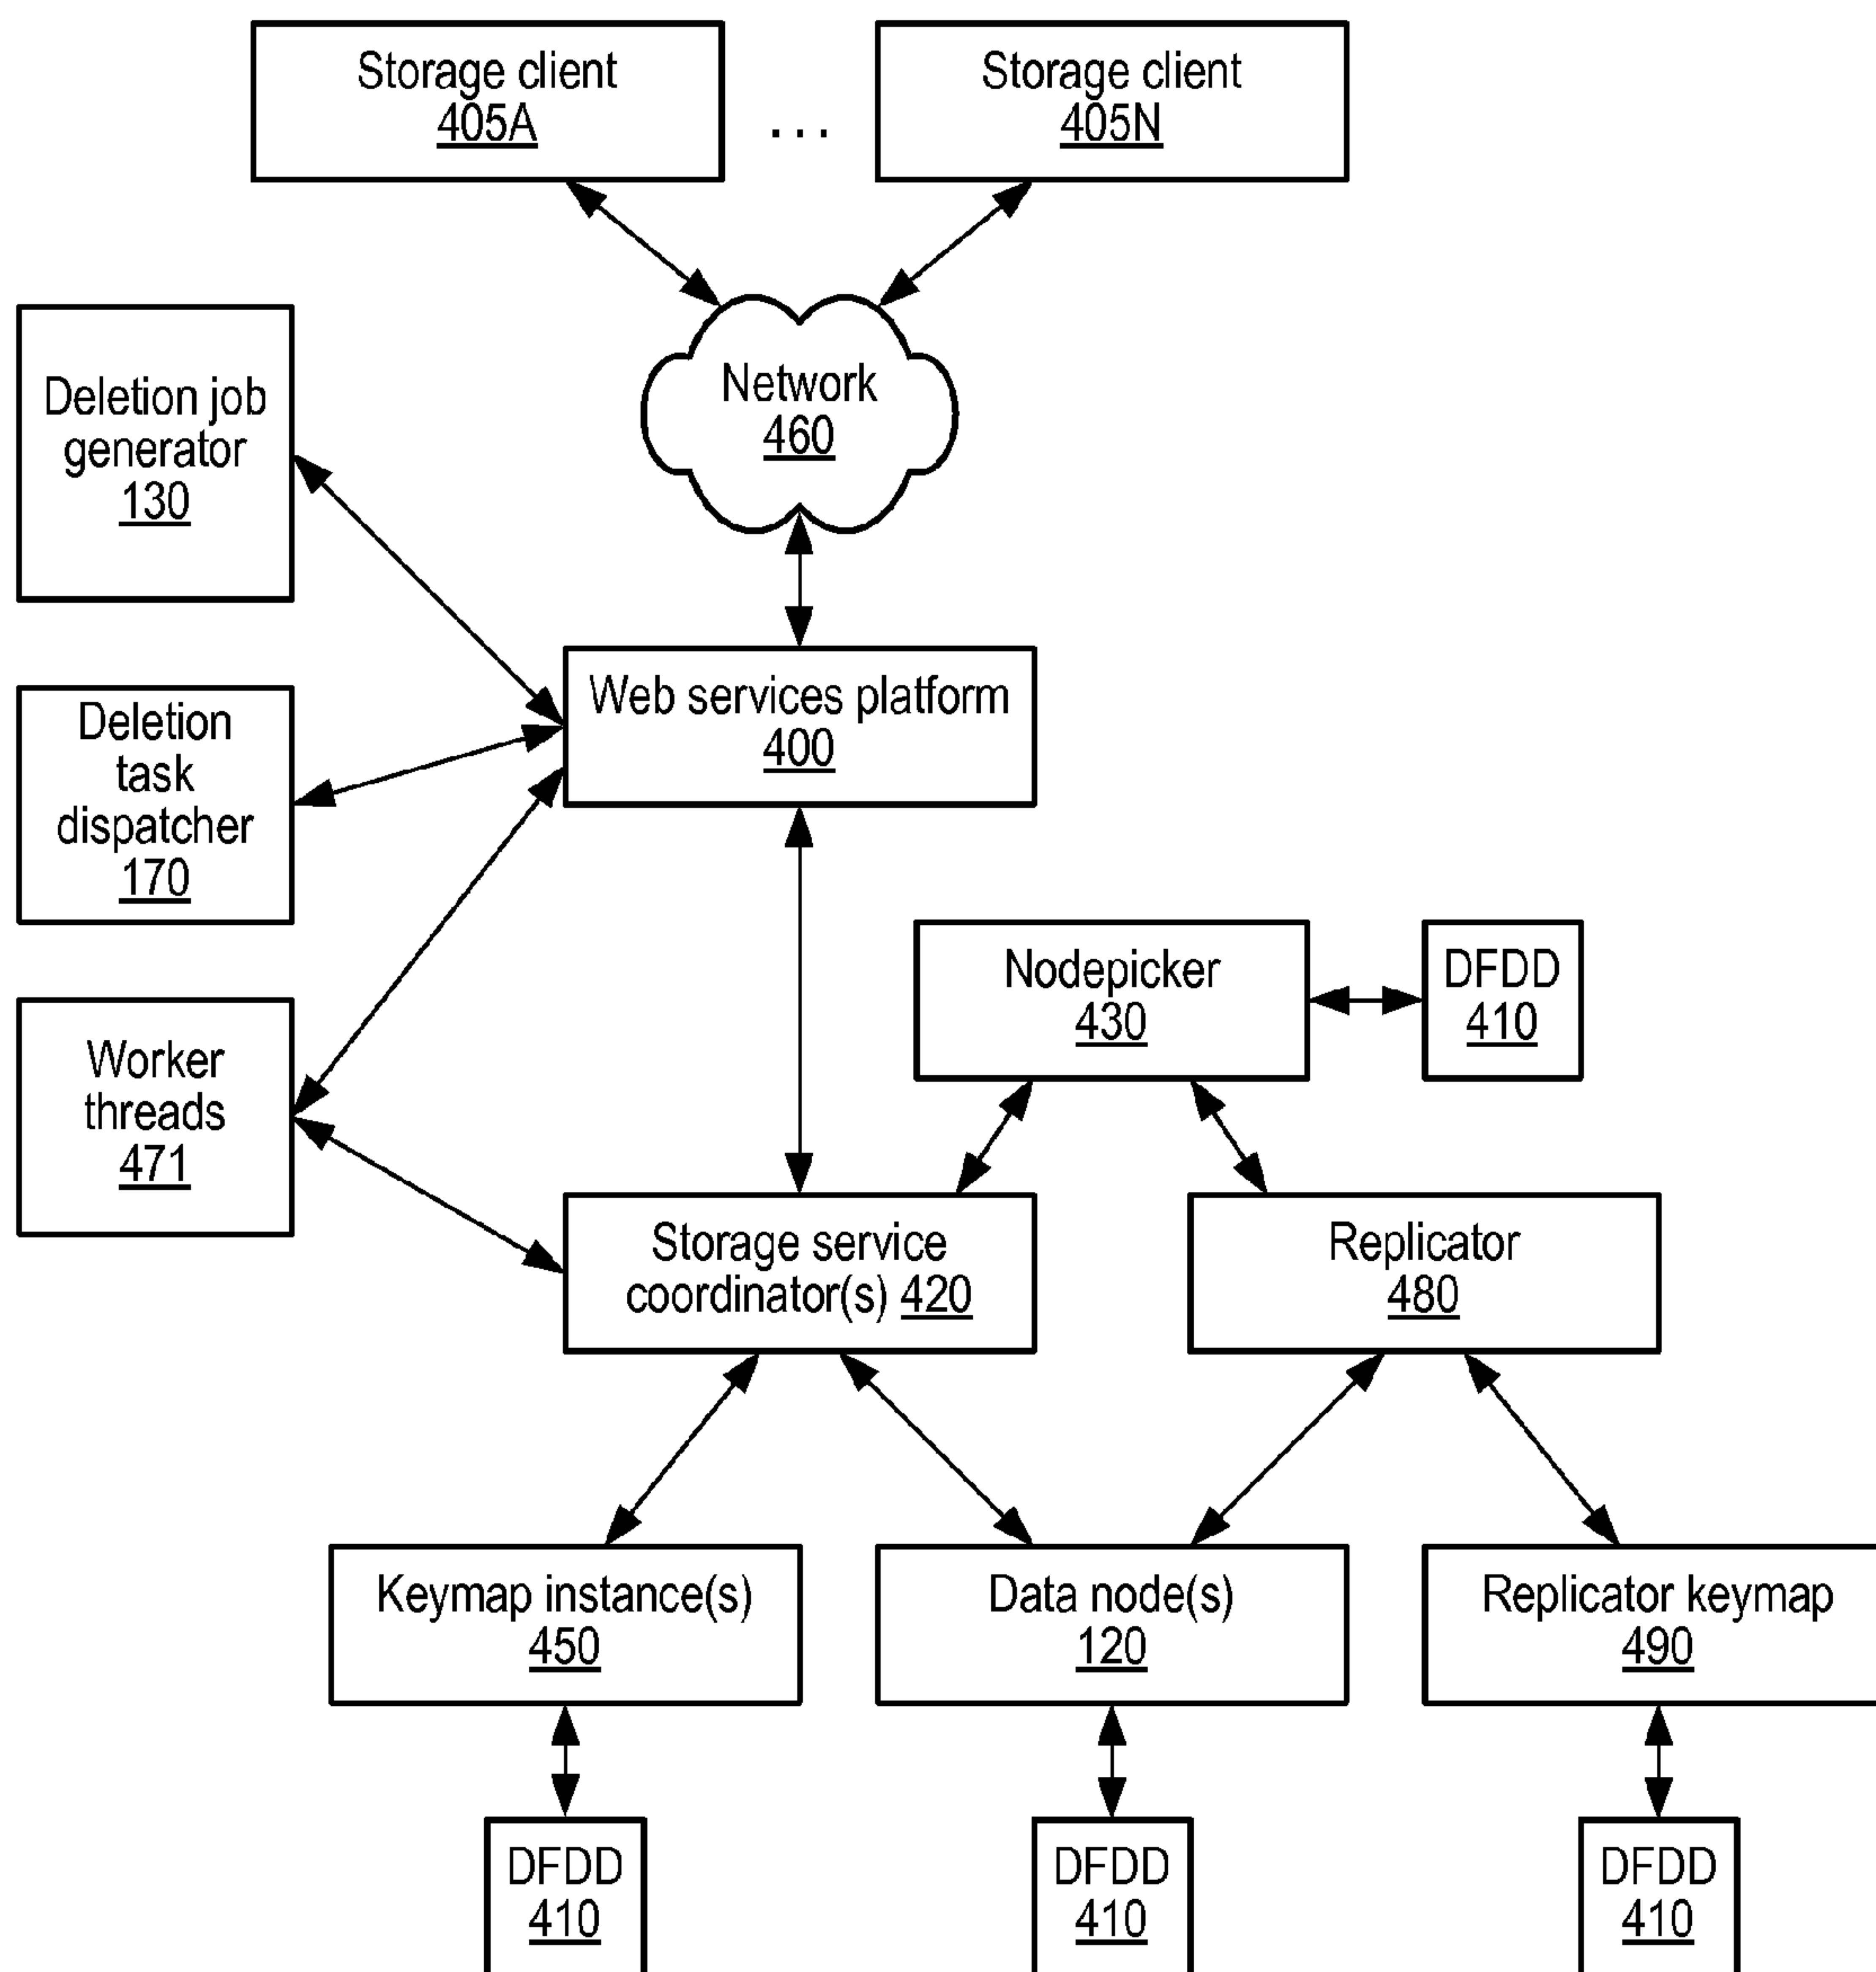 Storage client
405A
...
Storage client
405N
Network
460
Deletion job
generator
130
Web services platform
400
Deletion
task
dispatcher
170
Nodepicker
430
DFDD
410
Worker
threads
471
Storage service
coordinator(s) 420
Replicator
480
Keymap instance(s)
450
Data node(s)
120
Replicator keymap
490
DFDD
410
DFDD
410
DFDD
410